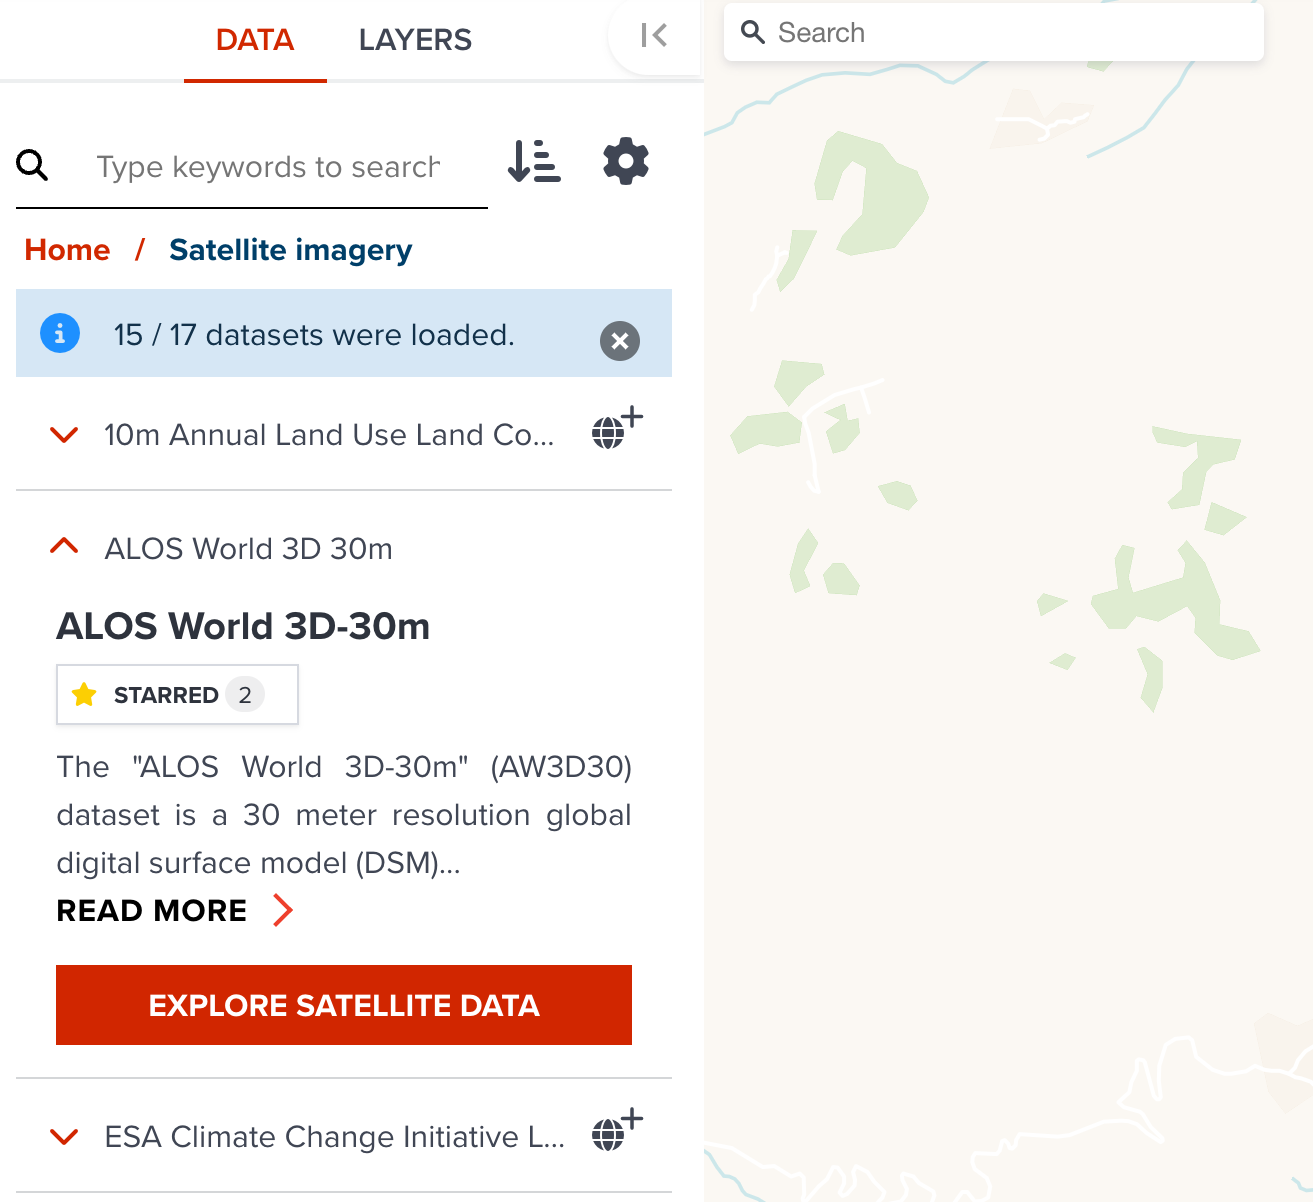 DATA LAYERS
Search
Type keywords to search
Home / Satellite imagery
15 / 17 datasets were loaded.
10m Annual Land Use Land Co...
ALOS World 3D 30m
ALOS World 3D-30m
STARRED 2
The "ALOS World 3D-30m" (AW3D30)
dataset is a 30 meter resolution global
digital surface model (DSM)...
READ MORE
EXPLORE SATELLITE DATA
ESA Climate Change Initiative L...